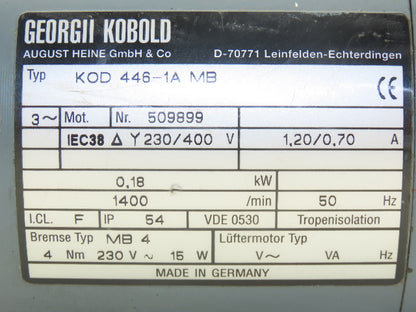 GEORGII KOBOLD
AUGUST HEINE GmbH & Co D-70771 Leinfelden-Echterdingen
Typ KOD 446-1A MB CE
3~ Mot. Nr. 509899
IEC38 Δ Y 230/400 V 1,20/0,70 A
0,18 kW
1400 /min 50 Hz
I.CL. F IP 54 VDE 0530 Tropenisolation
Bremse Typ MB 4 Lüftermotor Typ
4 Nm 230 V ~ 15 W V~ VA Hz
MADE IN GERMANY